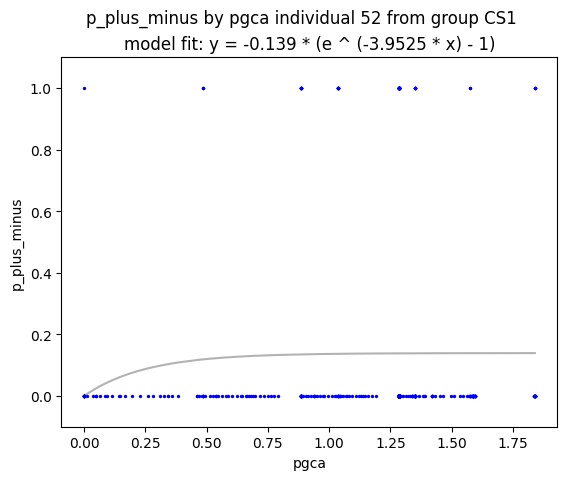 p_plus_minus by pgca individual 52 from group CS1
model fit: y = -0.139 * (e ^ (-3.9525 * x) - 1)
1.0
0.8
0.6
0.4
0.2
0.0
p_plus_minus
0.00 0.25 0.50 0.75 1.00 1.25 1.50 1.75
pgca